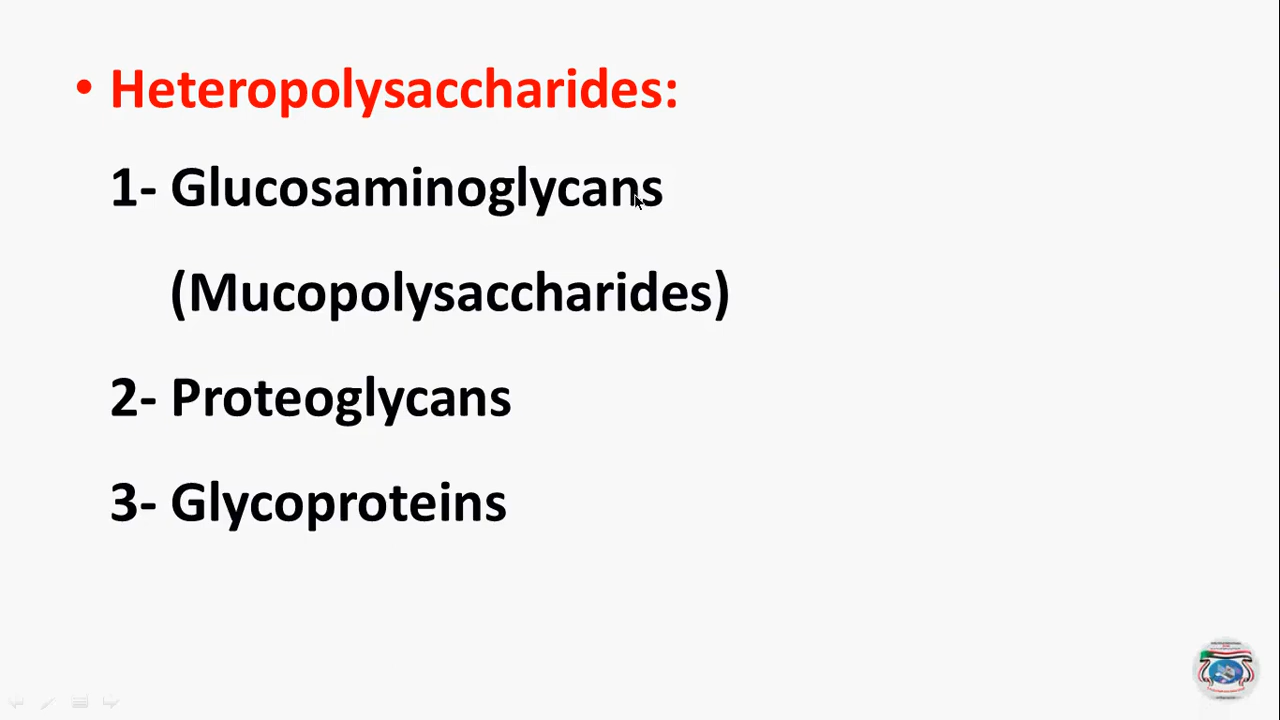 • Heteropolysaccharides:
1- Glucosaminoglycans
(Mucopolysaccharides)
2- Proteoglycans
3- Glycoproteins